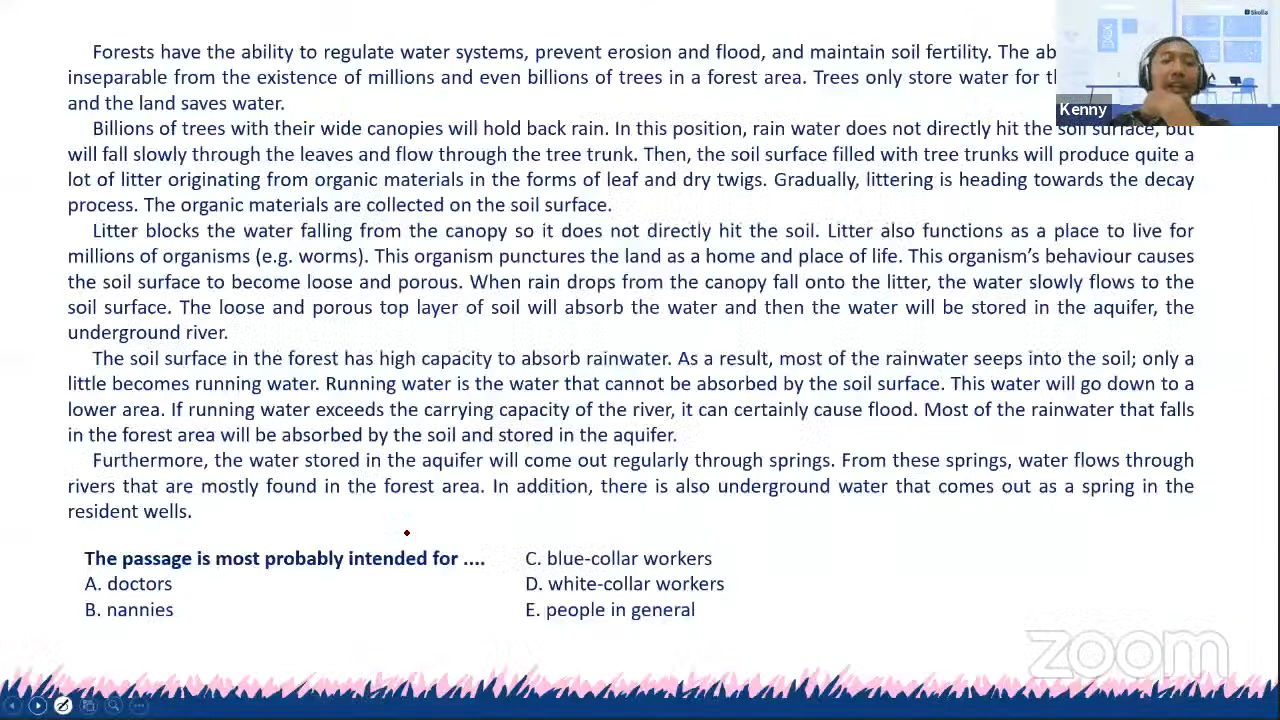 Skolla
Forests have the ability to regulate water systems, prevent erosion and flood, and maintain soil fertility. The
inseparable from the existence of millions and even billions of trees in a forest area. Trees only store water for
and the land saves water.
Kenny
Billions of trees with their wide canopies will hold back rain. In this position, rain water does not directly hit the soil surface, but
will fall slowly through the leaves and flow through the tree trunk. Then, the soil surface filled with tree trunks will produce quite a
lot of litter originating from organic materials in the forms of leaf and dry twigs. Gradually, littering is heading towards the decay
process. The organic materials are collected on the soil surface.
Litter blocks the water falling from the canopy so it does not directly hit the soil. Litter also functions as a place to live for
millions of organisms (e.g. worms). This organism punctures the land as a home and place of life. This organism's behaviour causes
the soil surface to become loose and porous. When rain drops from the canopy fall onto the litter, the water slowly flows to the
soil surface. The loose and porous top layer of soil will absorb the water and then the water will be stored in the aquifer, the
underground river.
The soil surface in the forest has high capacity to absorb rainwater. As a result, most of the rainwater seeps into the soil; only a
little becomes running water. Running water is the water that cannot be absorbed by the soil surface. This water will go down to a
lower area. If running water exceeds the carrying capacity of the river, it can certainly cause flood. Most of the rainwater that falls
in the forest area will be absorbed by the soil and stored in the aquifer.
Furthermore, the water stored in the aquifer will come out regularly through springs. From these springs, water flows through
rivers that are mostly found in the forest area. In addition, there is also underground water that comes out as a spring in the
resident wells.
The passage is most probably intended for ....
A. doctors
B. nannies
C. blue-collar workers
D. white-collar workers
E. people in general
zoom